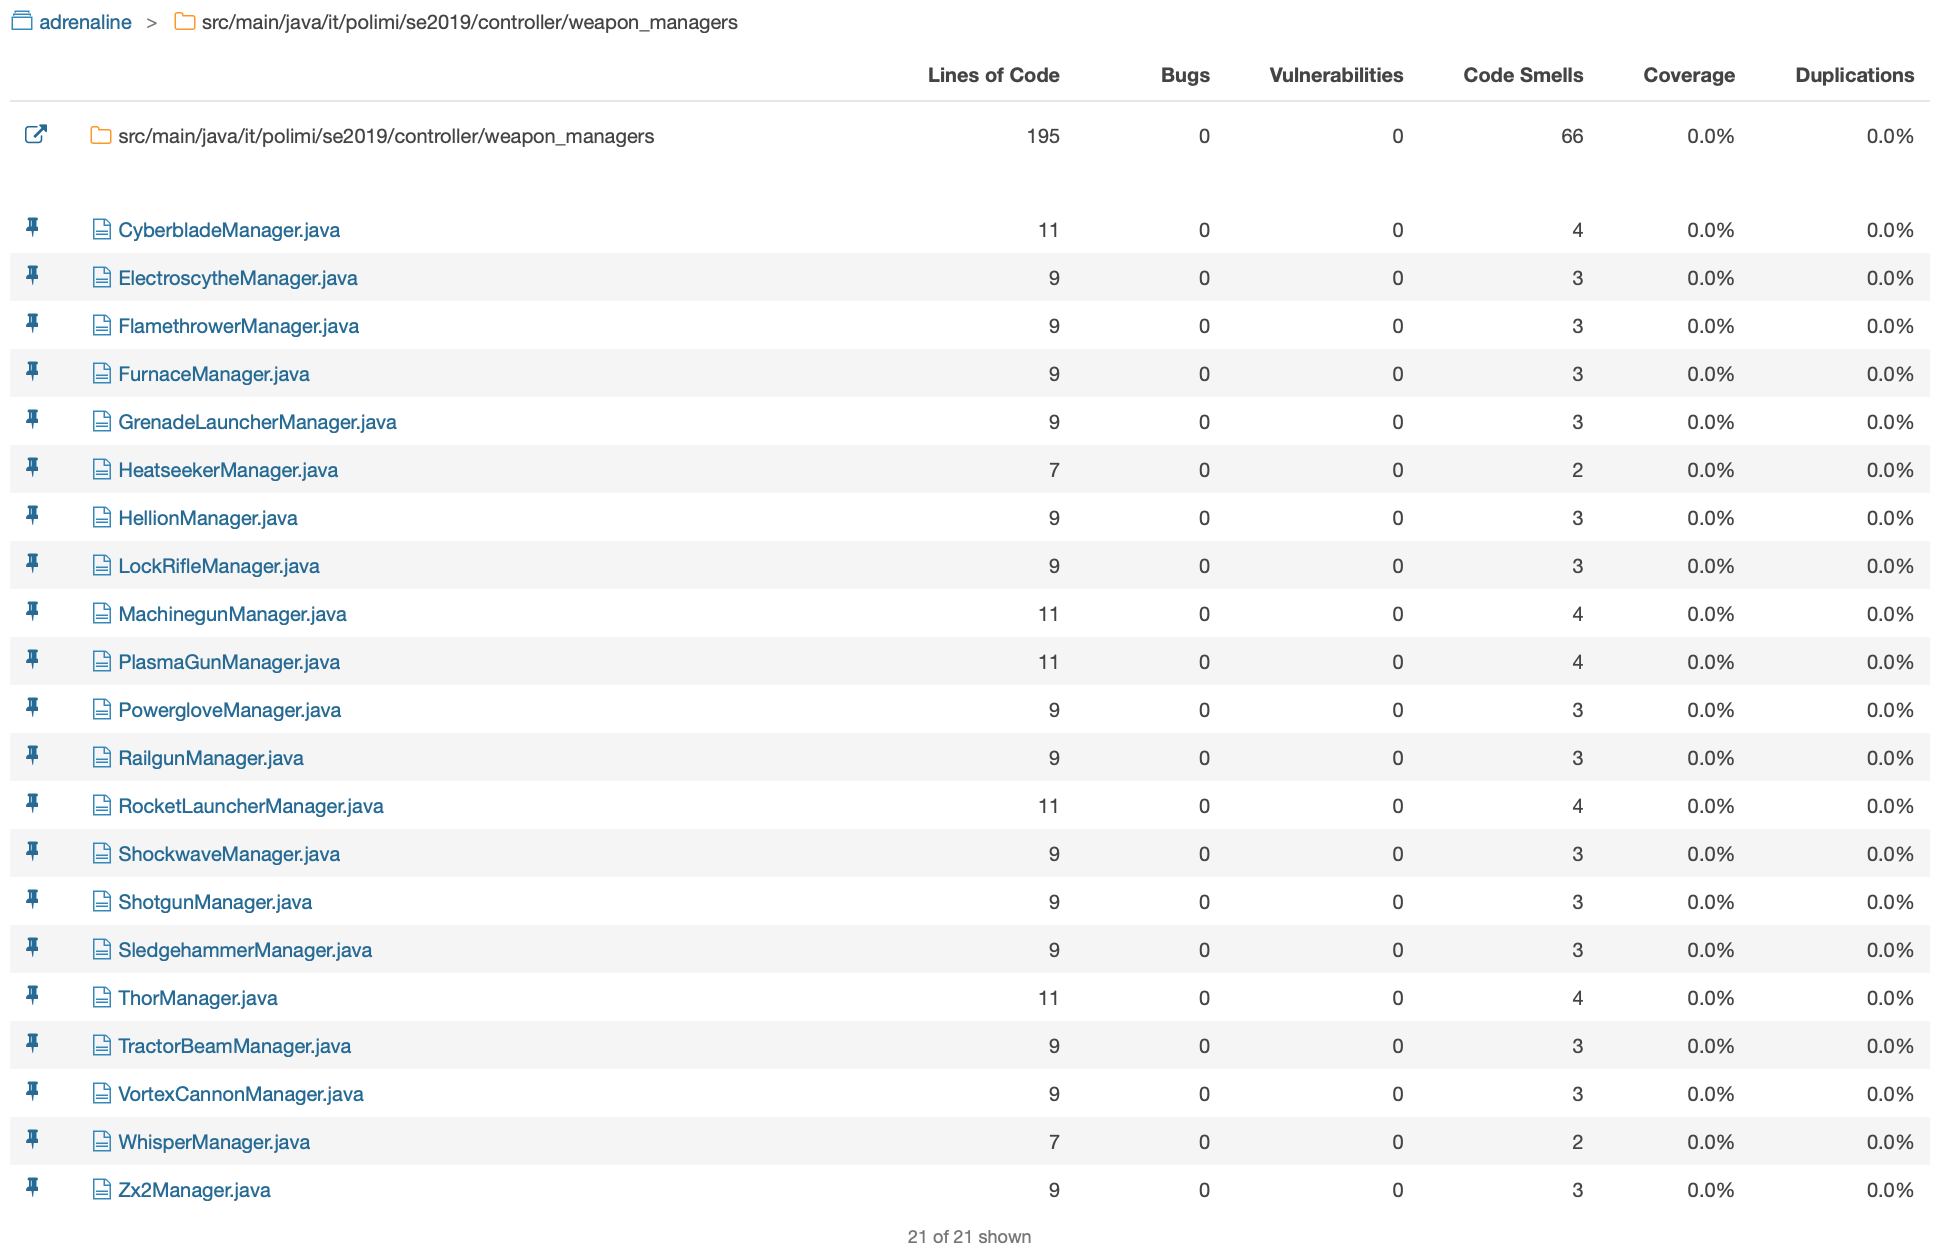 adrenaline > src/main/java/it/polimi/se2019/controller/weapon_managers
Lines of Code Bugs Vulnerabilities Code Smells Coverage Duplications
src/main/java/it/polimi/se2019/controller/weapon_managers 195 0 0 66 0.0% 0.0%
CyberbladeManager.java 11 0 0 4 0.0% 0.0%
ElectroscytheManager.java 9 0 0 3 0.0% 0.0%
FlamethrowerManager.java 9 0 0 3 0.0% 0.0%
FurnaceManager.java 9 0 0 3 0.0% 0.0%
GrenadeLauncherManager.java 9 0 0 3 0.0% 0.0%
HeatseekerManager.java 7 0 0 2 0.0% 0.0%
HellionManager.java 9 0 0 3 0.0% 0.0%
LockRifleManager.java 9 0 0 3 0.0% 0.0%
MachinegunManager.java 11 0 0 4 0.0% 0.0%
PlasmaGunManager.java 11 0 0 4 0.0% 0.0%
PowergloveManager.java 9 0 0 3 0.0% 0.0%
RailgunManager.java 9 0 0 3 0.0% 0.0%
RocketLauncherManager.java 11 0 0 4 0.0% 0.0%
ShockwaveManager.java 9 0 0 3 0.0% 0.0%
ShotgunManager.java 9 0 0 3 0.0% 0.0%
SledgehammerManager.java 9 0 0 3 0.0% 0.0%
ThorManager.java 11 0 0 4 0.0% 0.0%
TractorBeamManager.java 9 0 0 3 0.0% 0.0%
VortexCannonManager.java 9 0 0 3 0.0% 0.0%
WhisperManager.java 7 0 0 2 0.0% 0.0%
Zx2Manager.java 9 0 0 3 0.0% 0.0%
21 of 21 shown